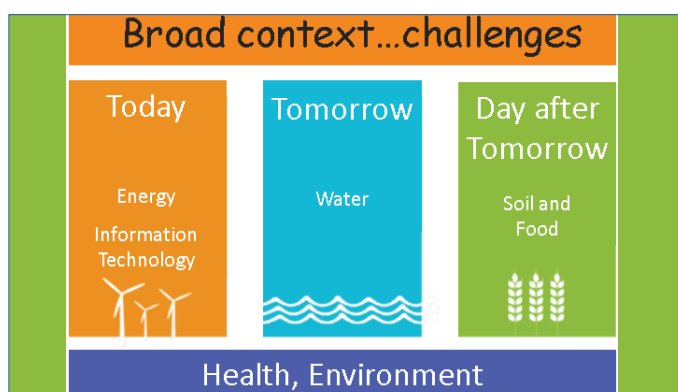 Broad context...challenges
Today
Energy
Information
Technology
Tomorrow
Water
Day after
Tomorrow
Soil and
Food
Health, Environment